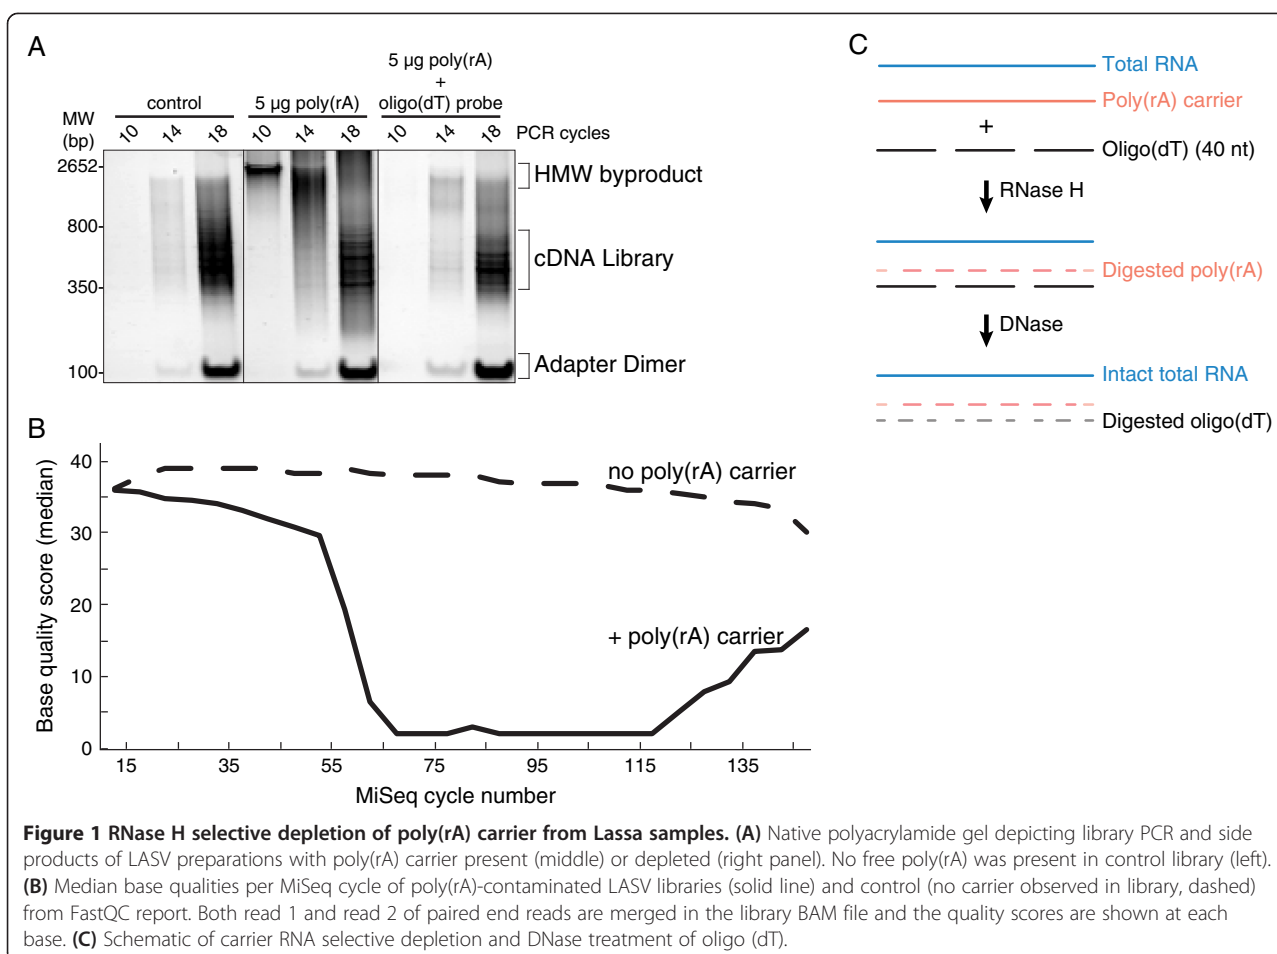 A
MW
(bp)
control
5 µg poly(rA)
5 µg poly(rA)
+
oligo(dT) probe
10 14 18 10 14 18 10 14 18 PCR cycles
2652
800
350
100
HMW byproduct
cDNA Library
Adapter Dimer
B
Base quality score (median)
40
30
20
10
0
no poly(rA) carrier
+ poly(rA) carrier
15 35 55 75 95 115 135
MiSeq cycle number
C
Total RNA
Poly(rA) carrier
+
Oligo(dT) (40 nt)
RNase H
Digested poly(rA)
DNase
Intact total RNA
Digested oligo(dT)
Figure 1 RNase H selective depletion of poly(rA) carrier from Lassa samples. (A) Native polyacrylamide gel depicting library PCR and side
products of LASV preparations with poly(rA) carrier present (middle) or depleted (right panel). No free poly(rA) was present in control library (left).
(B) Median base qualities per MiSeq cycle of poly(rA)-contaminated LASV libraries (solid line) and control (no carrier observed in library, dashed)
from FastQC report. Both read 1 and read 2 of paired end reads are merged in the library BAM file and the quality scores are shown at each
base. (C) Schematic of carrier RNA selective depletion and DNase treatment of oligo (dT).